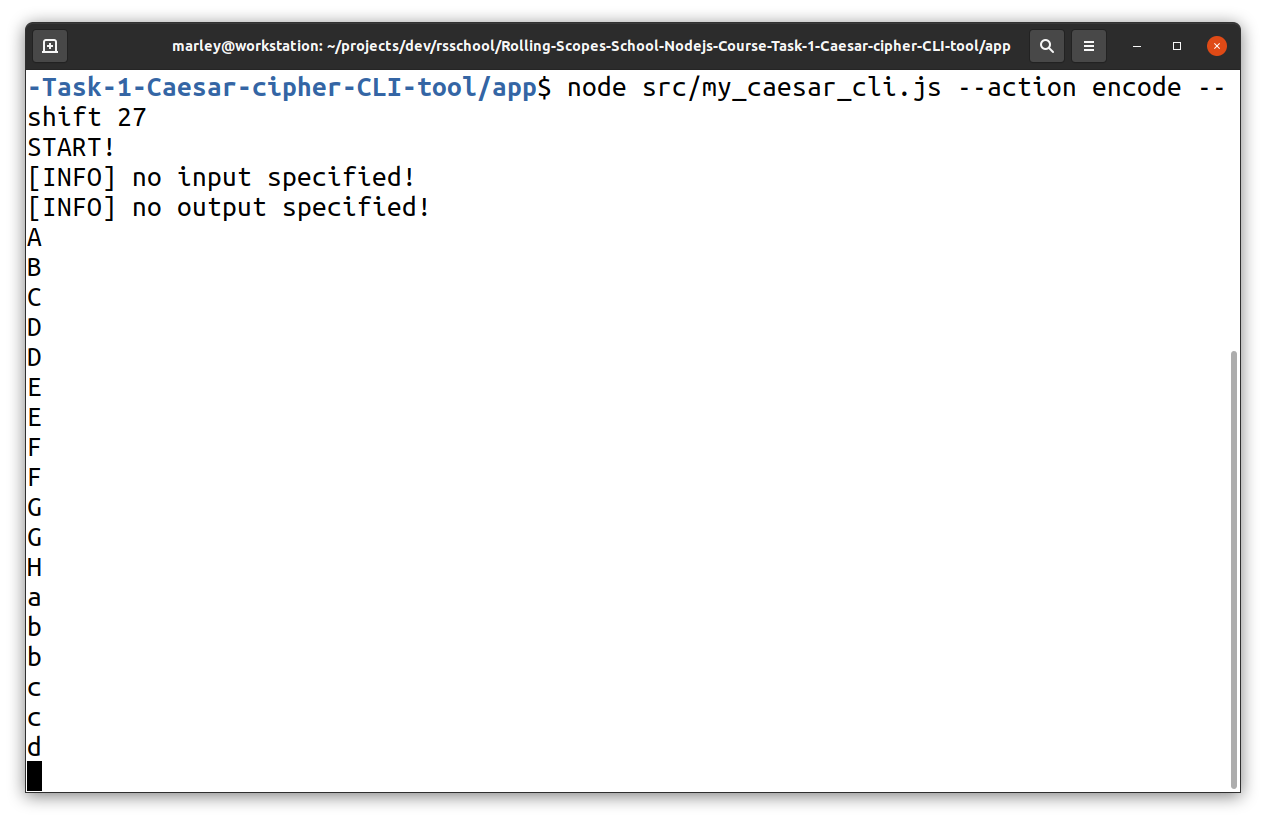 marley@workstation: ~/projects/dev/rsschool/Rolling-Scopes-School-Nodejs-Course-Task-1-Caesar-cipher-CLI-tool/app
-Task-1-Caesar-cipher-CLI-tool/app$ node src/my_caesar_cli.js --action encode --
shift 27
START!
[INFO] no input specified!
[INFO] no output specified!
A
B
C
D
D
E
E
F
F
G
G
H
a
b
b
c
c
d